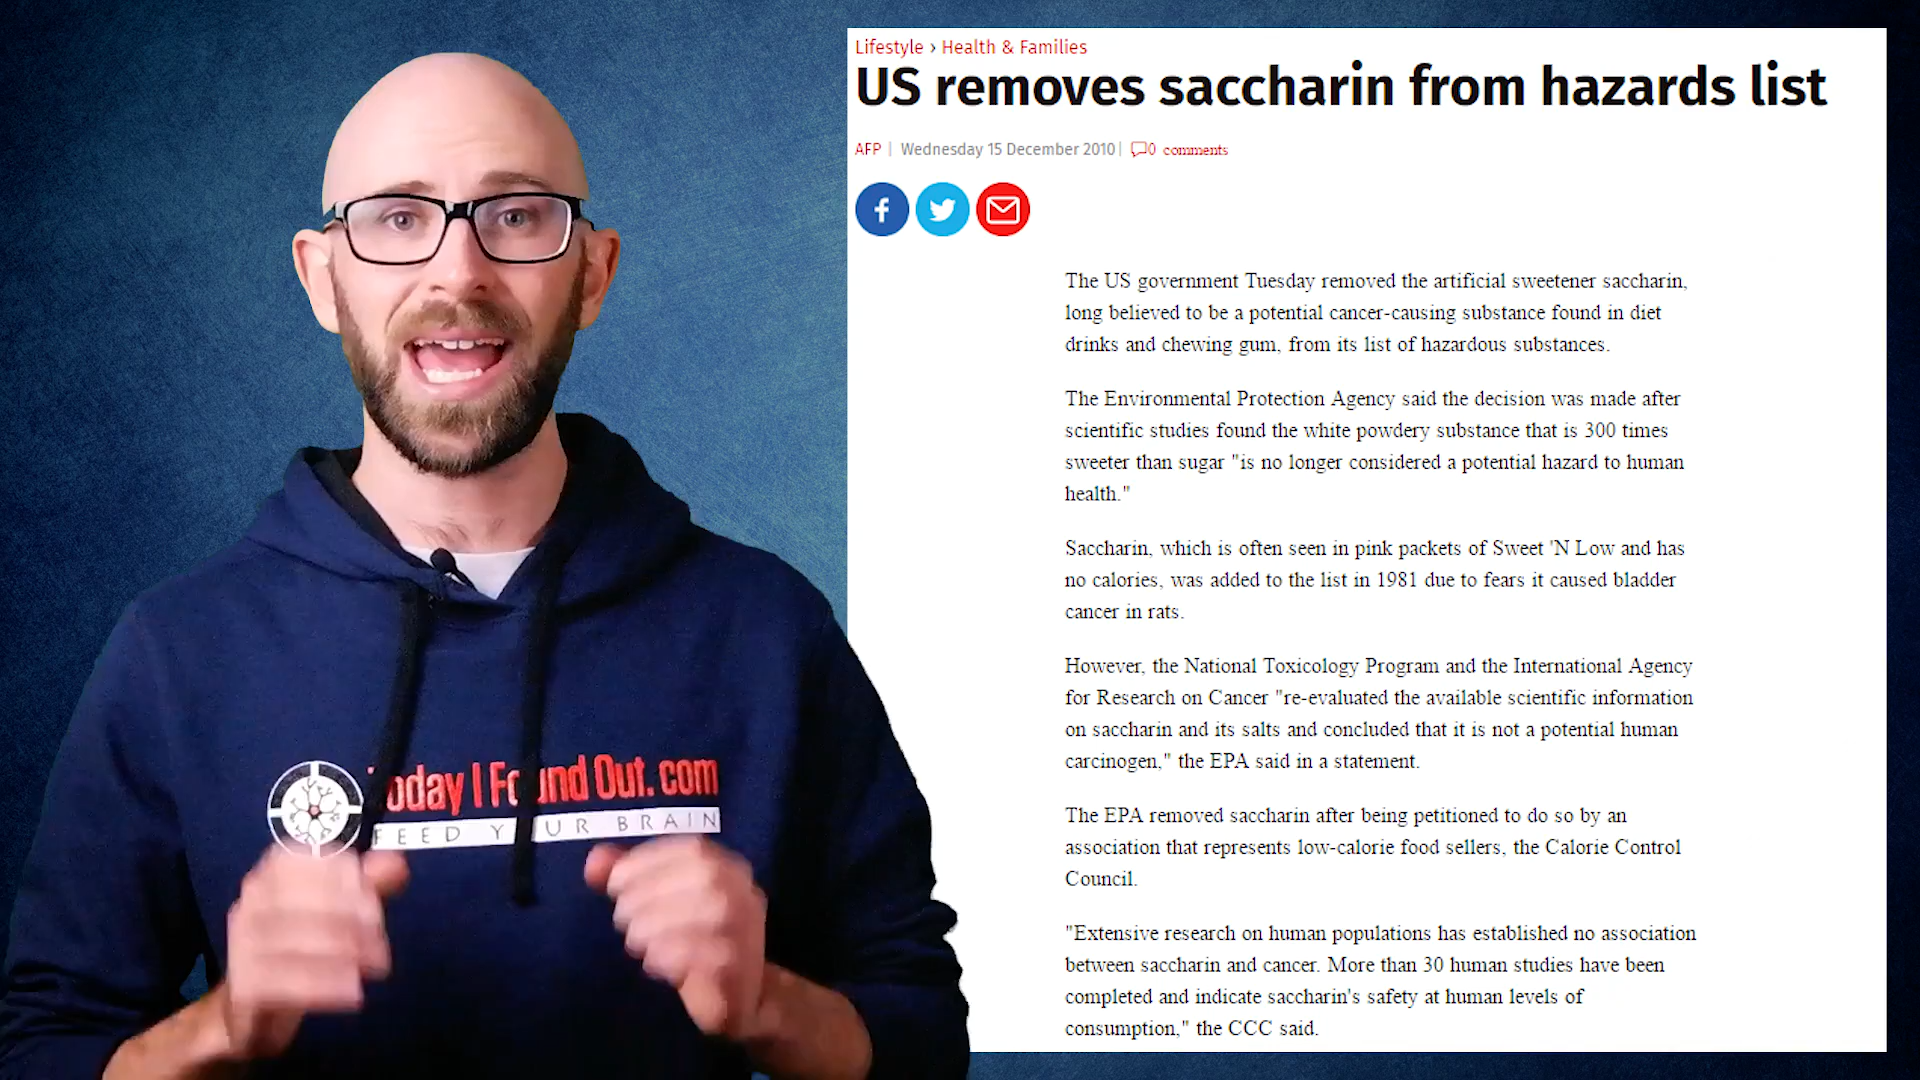 Lifestyle › Health & Families
US removes saccharin from hazards list
AFP | Wednesday 15 December 2010 | 0 comments
The US government Tuesday removed the artificial sweetener saccharin,
long believed to be a potential cancer-causing substance found in diet
drinks and chewing gum, from its list of hazardous substances.
The Environmental Protection Agency said the decision was made after
scientific studies found the white powdery substance that is 300 times
sweeter than sugar "is no longer considered a potential hazard to human
health."
Saccharin, which is often seen in pink packets of Sweet 'N Low and has
no calories, was added to the list in 1981 due to fears it caused bladder
cancer in rats.
However, the National Toxicology Program and the International Agency
for Research on Cancer "re-evaluated the available scientific information
on saccharin and its salts and concluded that it is not a potential human
carcinogen," the EPA said in a statement.
The EPA removed saccharin after being petitioned to do so by an
association that represents low-calorie food sellers, the Calorie Control
Council.
"Extensive research on human populations has established no association
between saccharin and cancer. More than 30 human studies have been
completed and indicate saccharin's safety at human levels of
consumption," the CCC said.
Today I Found Out.com
FEED YOUR BRAIN